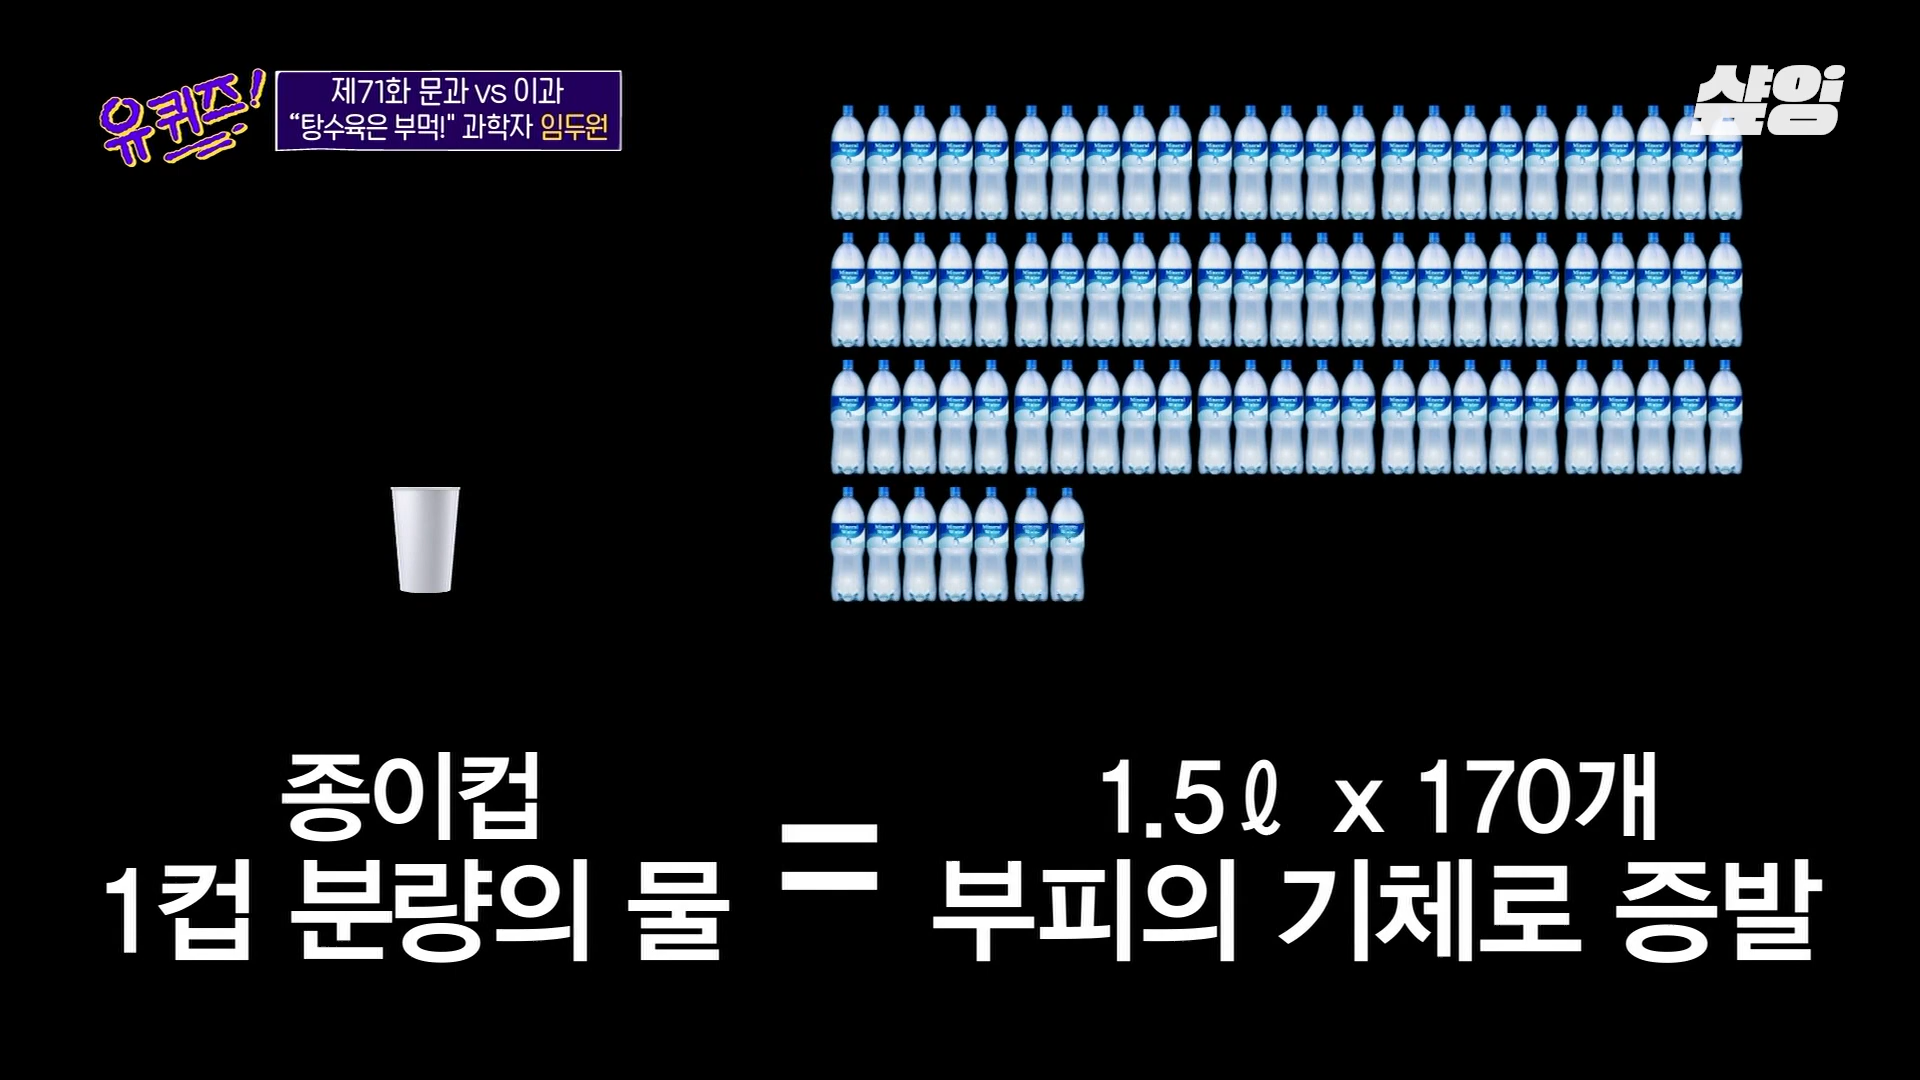 유퀴즈!
제71화 문과 vs 이과
“탕수육은 부먹!" 과학자 임두원
샾잉
종이컵
1컵 분량의 물
=
1.5ℓ x 170개
부피의 기체로 증발